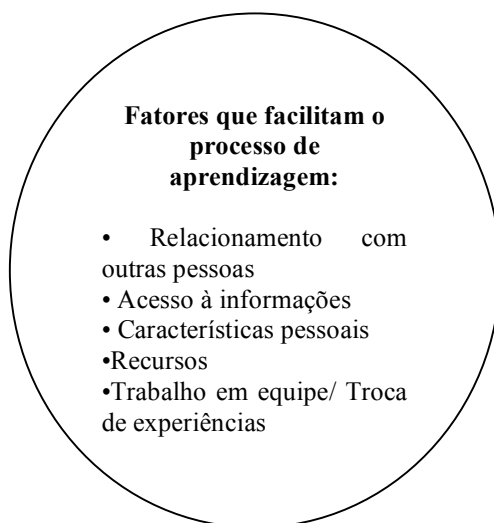 Fatores que facilitam o
processo de
aprendizagem:
• Relacionamento com
outras pessoas
• Acesso à informações
• Características pessoais
•Recursos
•Trabalho em equipe/ Troca
de experiências